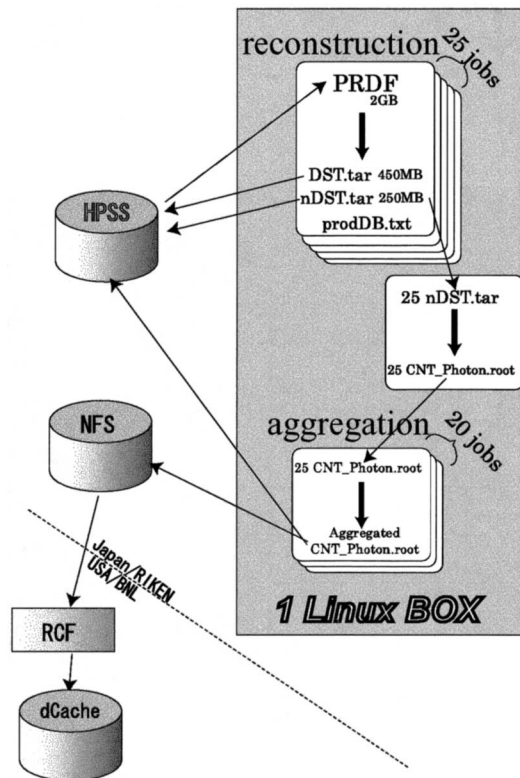 reconstruction
25 jobs
PRDF
2GB
DST.tar 450MB
nDST.tar 250MB
prodDB.txt
HPSS
25 nDST.tar
25 CNT_Photon.root
NFS
aggregation
20 jobs
25 CNT_Photon.root
Aggregated
CNT_Photon.root
1 Linux BOX
Japan/RIKEN
USA/BNL
RCF
dCache